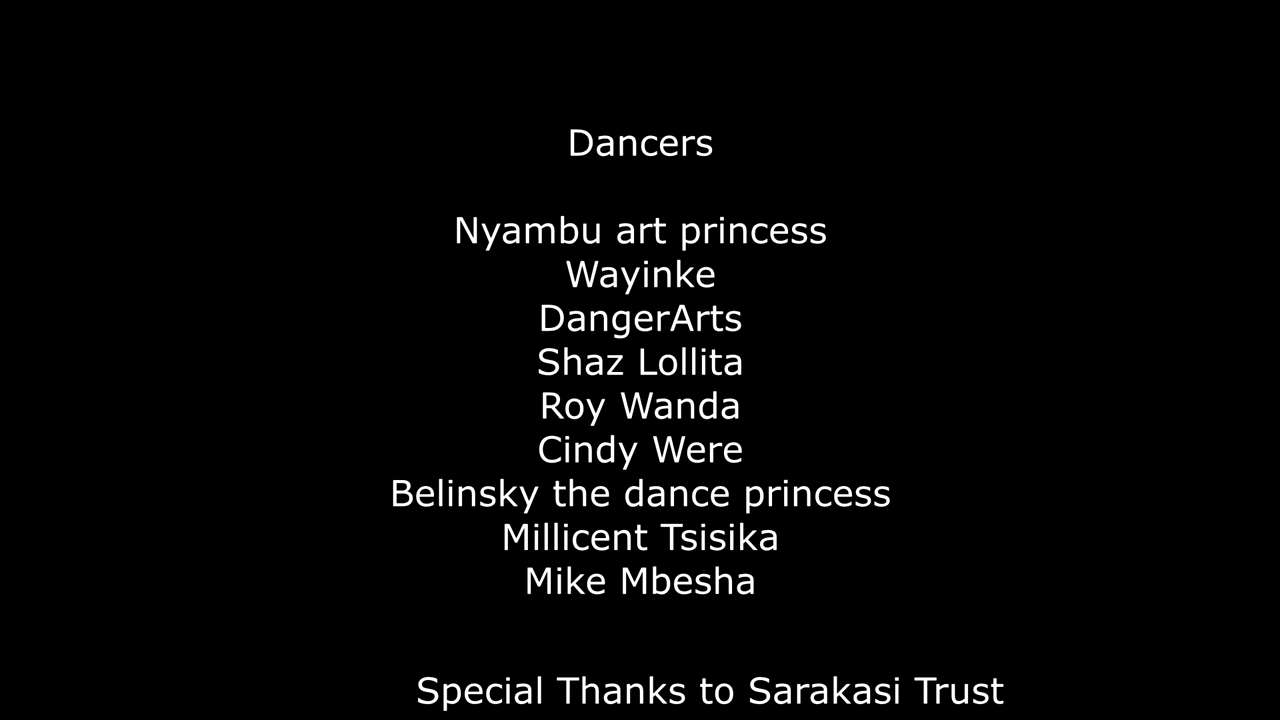 Dancers
Nyambu art princess
Wayinke
DangerArts
Shaz Lollita
Roy Wanda
Cindy Were
Belinsky the dance princess
Millicent Tsisika
Mike Mbesha
Special Thanks to Sarakasi Trust